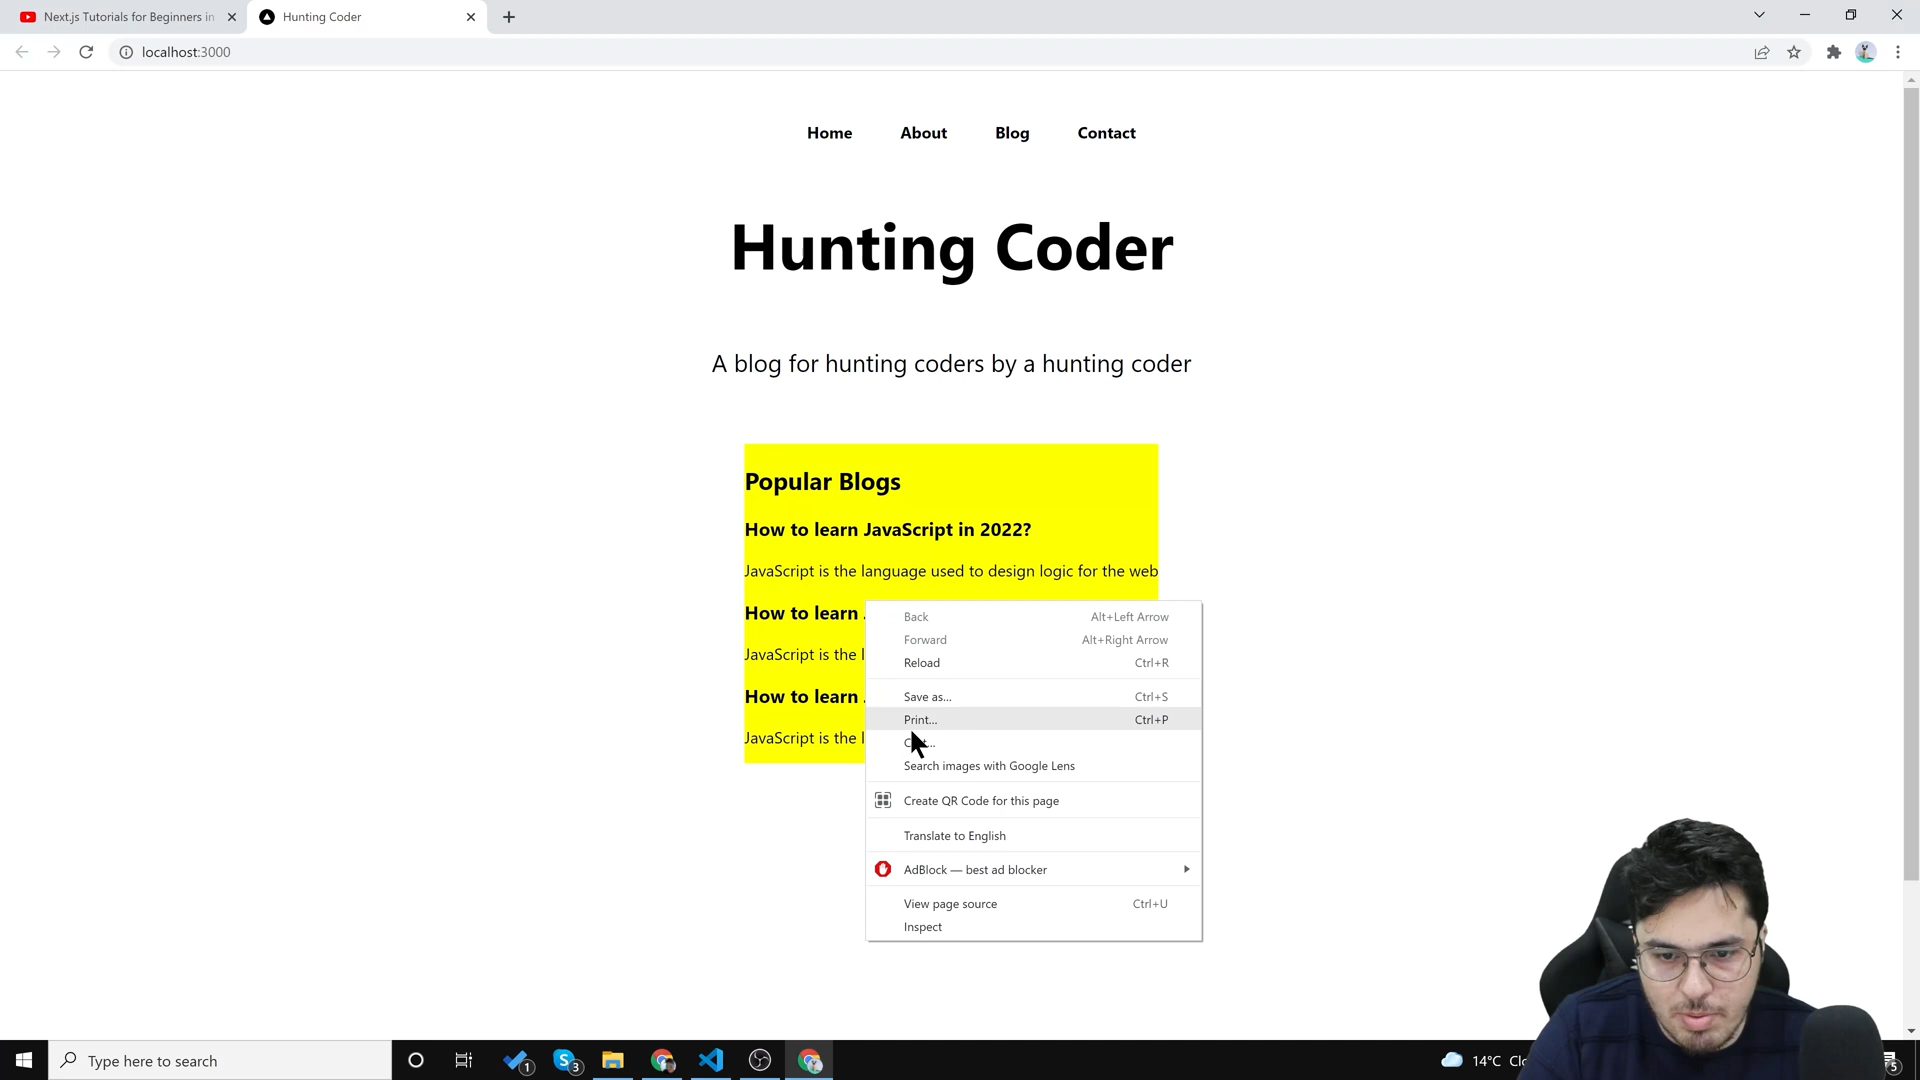 Next.js Tutorials for Beginners in
Hunting Coder
localhost:3000
Home
About
Blog
Contact
Hunting Coder
A blog for hunting coders by a hunting coder
Popular Blogs
How to learn JavaScript in 2022?
JavaScript is the language used to design logic for the web
How to learn
JavaScript is the l
How to learn
JavaScript is the l
Back Alt+Left Arrow
Forward Alt+Right Arrow
Reload Ctrl+R
Save as... Ctrl+S
Print... Ctrl+P
Search images with Google Lens
Create QR Code for this page
Translate to English
AdBlock — best ad blocker
View page source Ctrl+U
Inspect
Type here to search
1
3
14°C
5